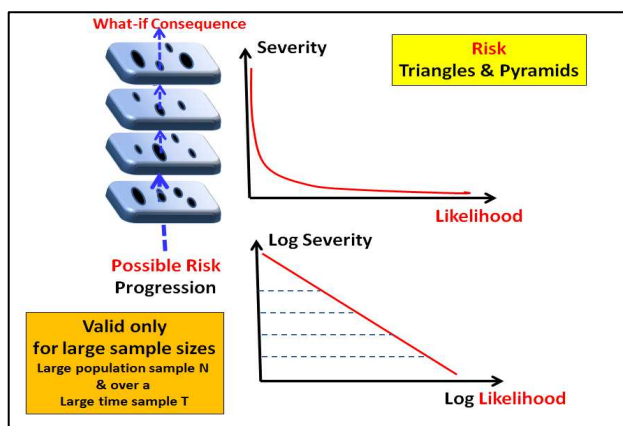 What-if Consequence
Severity
Risk
Triangles & Pyramids
Likelihood
Log Severity
Possible Risk
Progression
Valid only
for large sample sizes
Large population sample N
& over a
Large time sample T
Log Likelihood